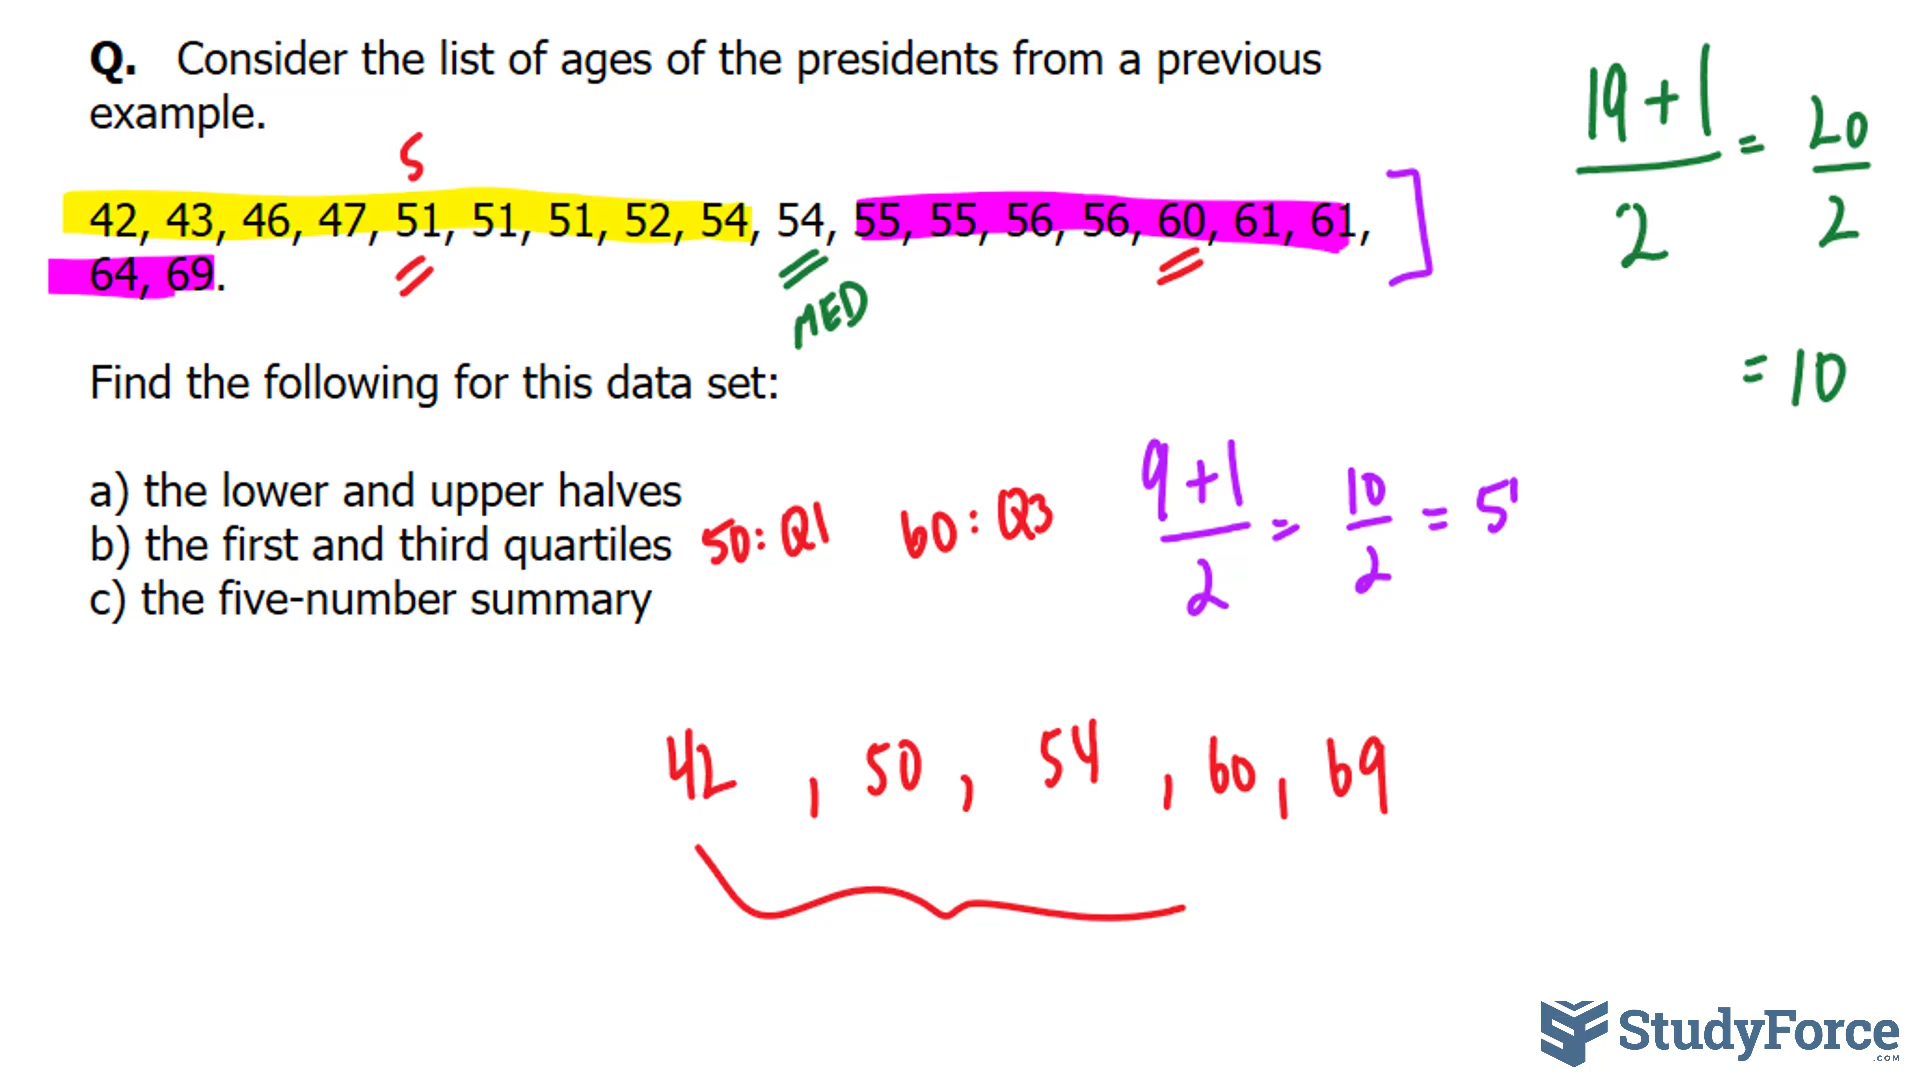 Q. Consider the list of ages of the presidents from a previous
example.
19 + 1 / 2 = 20 / 2
= 10
5
42, 43, 46, 47, 51, 51, 51, 52, 54, 54, 55, 55, 56, 56, 60, 61, 61, ]
64, 69.
MED
Find the following for this data set:
a) the lower and upper halves
b) the first and third quartiles 50: Q1 60: Q3
9 + 1 / 2 = 10 / 2 = 5
c) the five-number summary
42, 50, 54, 60, 69
StudyForce
.COM